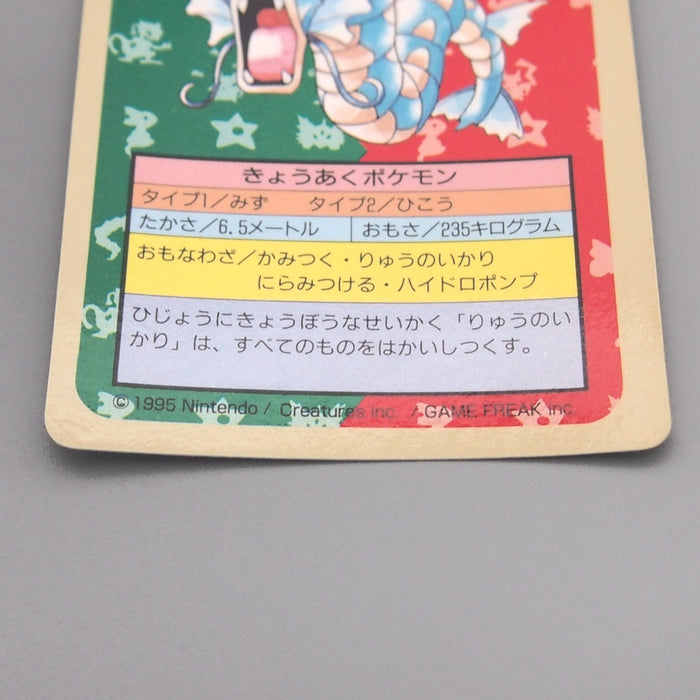 きょうあくポケモン
タイプ1/みず　タイプ2/ひこう
たかさ/6.5メートル　おもさ/235キログラム
おもなわざ/かみつく・りゅうのいかり
にらみつける・ハイドロポンプ
ひじょうにきょうぼうなせいかく「りゅうのい
かり」は、すべてのものをはかいしつくす。
©1995 Nintendo / Creatures inc. / GAME FREAK inc.